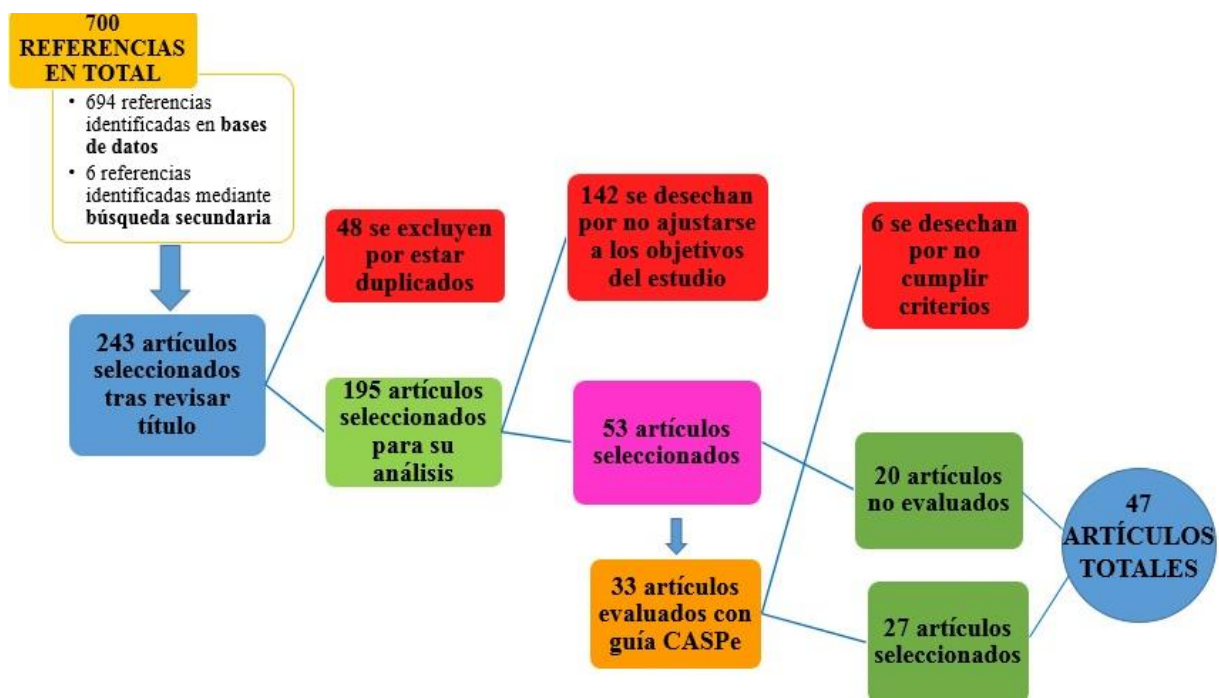 700
REFERENCIAS
EN TOTAL
• 694 referencias
identificadas en bases
de datos
• 6 referencias
identificadas mediante
búsqueda secundaria
243 artículos
seleccionados
tras revisar
título
48 se excluyen
por estar
duplicados
195 artículos
seleccionados
para su
análisis
142 se desechan
por no ajustarse
a los objetivos
del estudio
53 artículos
seleccionados
33 artículos
evaluados con
guía CASPe
6 se desechan
por no
cumplir
criterios
20 artículos
no evaluados
27 artículos
seleccionados
47
ARTÍCULOS
TOTALES